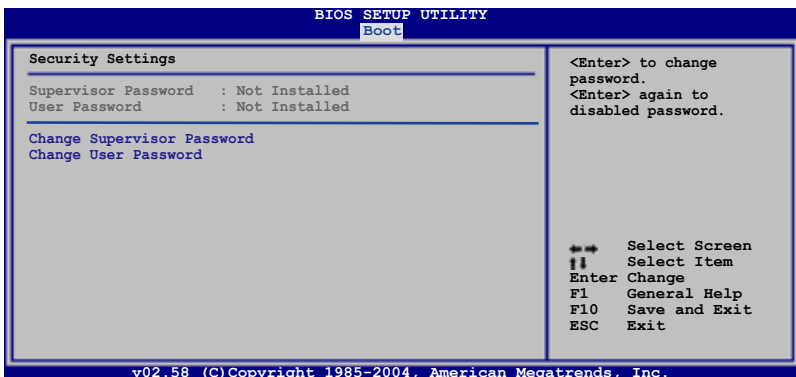 BIOS SETUP UTILITY
Boot
Security Settings
Supervisor Password : Not Installed
User Password : Not Installed
Change Supervisor Password
Change User Password
<Enter> to change
password.
<Enter> again to
disabled password.
←→ Select Screen
↑↓ Select Item
Enter Change
F1 General Help
F10 Save and Exit
ESC Exit
v02.58 (C)Copyright 1985-2004, American Megatrends, Inc.